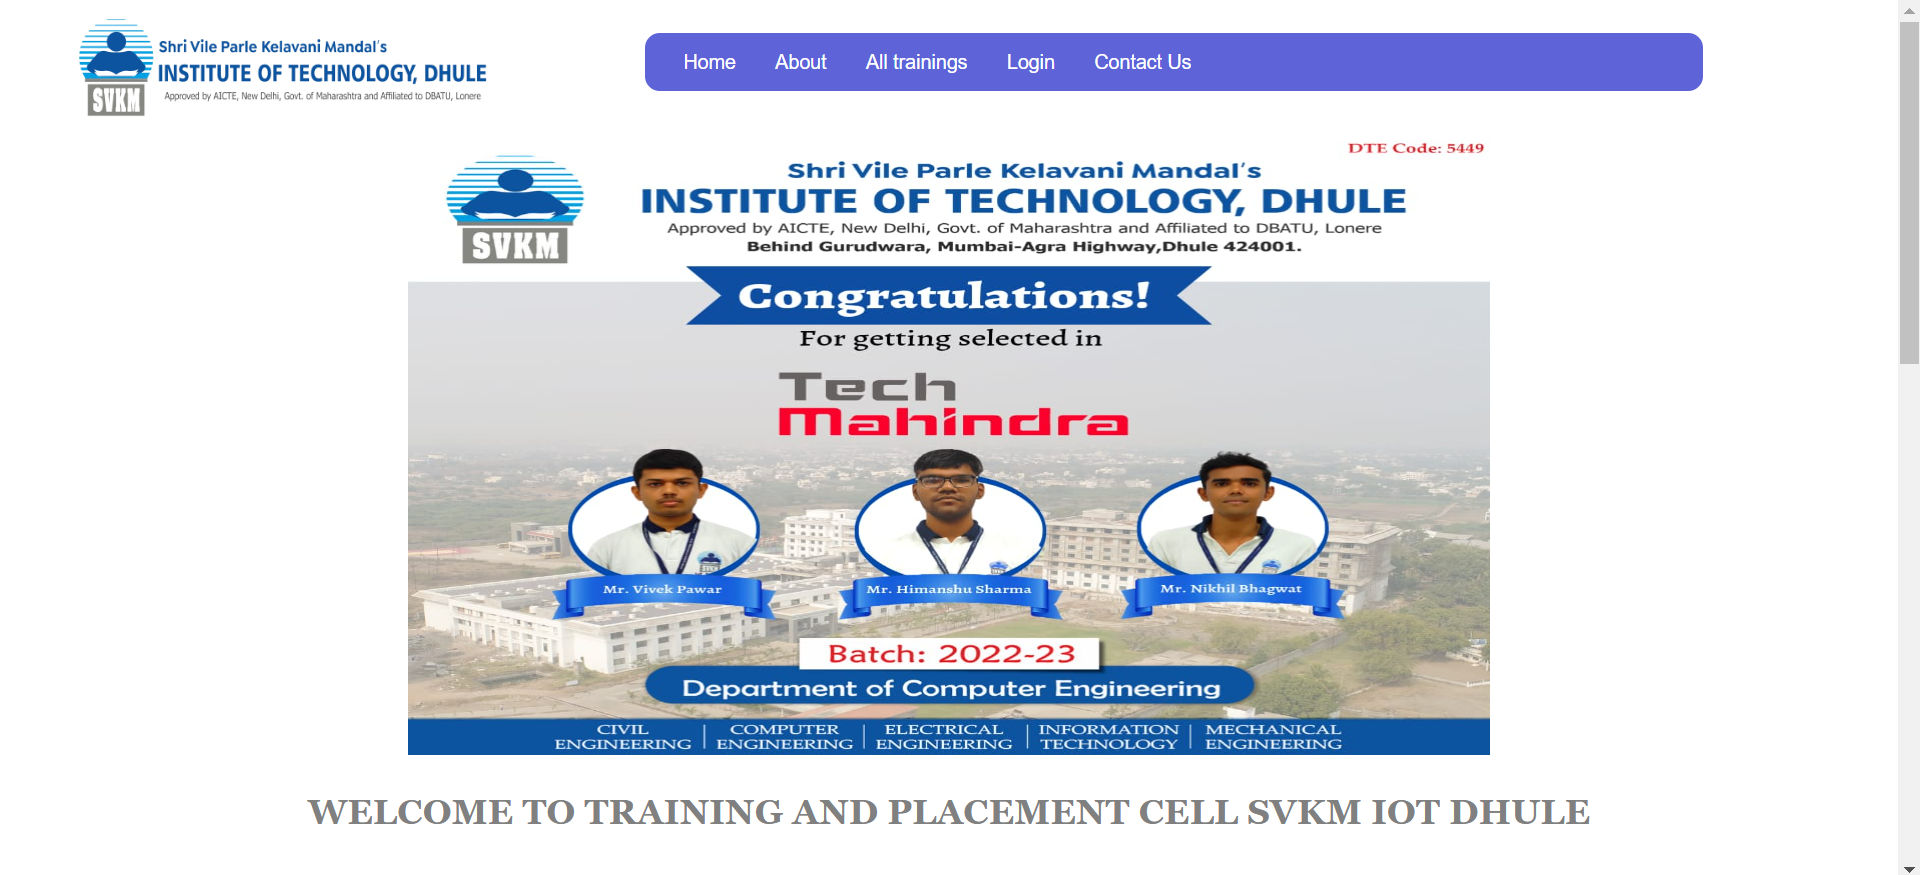 Shri Vile Parle Kelavani Mandal's
INSTITUTE OF TECHNOLOGY, DHULE
Approved by AICTE, New Delhi, Govt. of Maharashtra and Affiliated to DBATU, Lonere
SVKM
Home About All trainings Login Contact Us
DTE Code: 5449
Shri Vile Parle Kelavani Mandal's
INSTITUTE OF TECHNOLOGY, DHULE
Approved by AICTE, New Delhi, Govt. of Maharashtra and Affiliated to DBATU, Lonere
Behind Gurudwara, Mumbai-Agra Highway,Dhule 424001.
SVKM
Congratulations!
For getting selected in
Tech
Mahindra
Mr. Vivek Pawar
Mr. Himanshu Sharma
Mr. Nikhil Bhagwat
Batch: 2022-23
Department of Computer Engineering
CIVIL ENGINEERING
COMPUTER ENGINEERING
ELECTRICAL ENGINEERING
INFORMATION TECHNOLOGY
MECHANICAL ENGINEERING
WELCOME TO TRAINING AND PLACEMENT CELL SVKM IOT DHULE